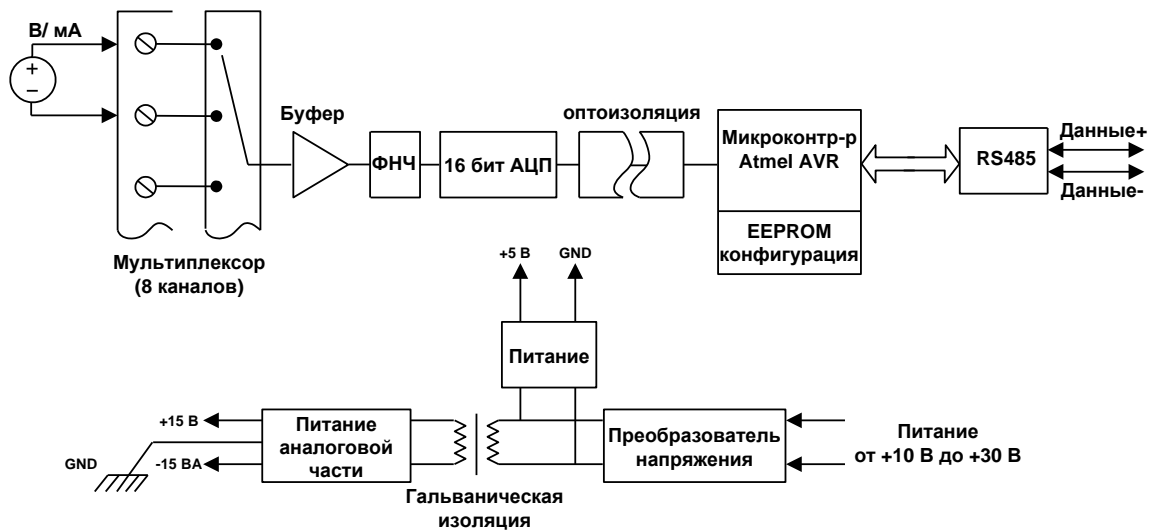 В/ мА
+
−
Мультиплексор
(8 каналов)
Буфер
ФНЧ
16 бит АЦП
оптоизоляция
Микроконтр-р
Atmel AVR
EEPROM
конфигурация
RS485
Данные+
Данные-
+5 В
GND
Питание
+15 В
GND
-15 ВА
Питание
аналоговой
части
Гальваническая
изоляция
Преобразователь
напряжения
Питание
от +10 В до +30 В